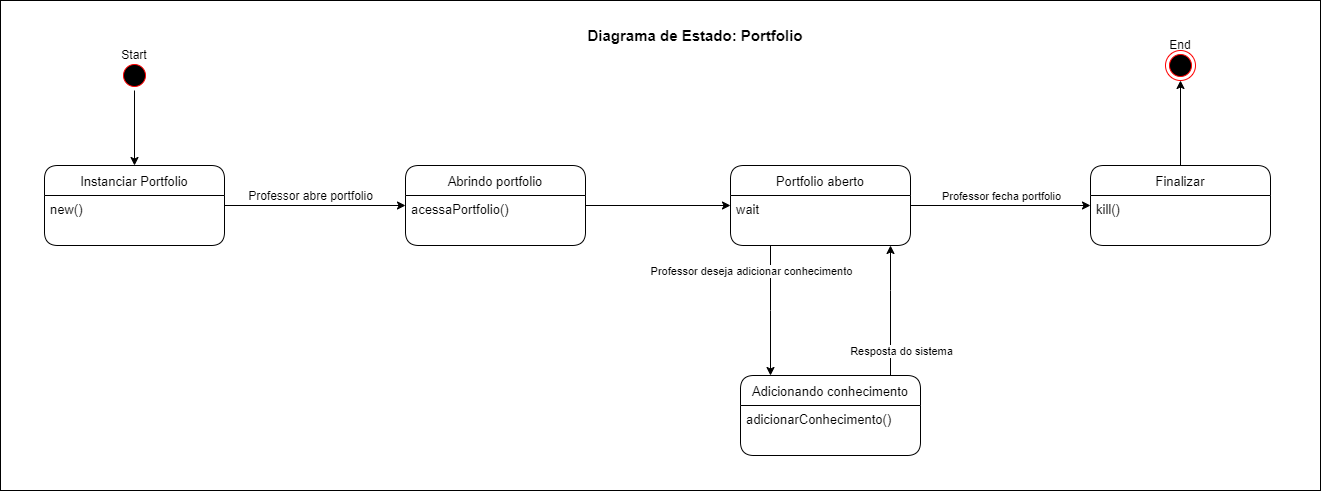 Diagrama de Estado: Portfolio
Start
End
Instanciar Portfolio
new()
Professor abre portfolio
Abrindo portfolio
acessaPortfolio()
Portfolio aberto
wait
Professor fecha portfolio
Finalizar
kill()
Professor deseja adicionar conhecimento
Resposta do sistema
Adicionando conhecimento
adicionarConhecimento()